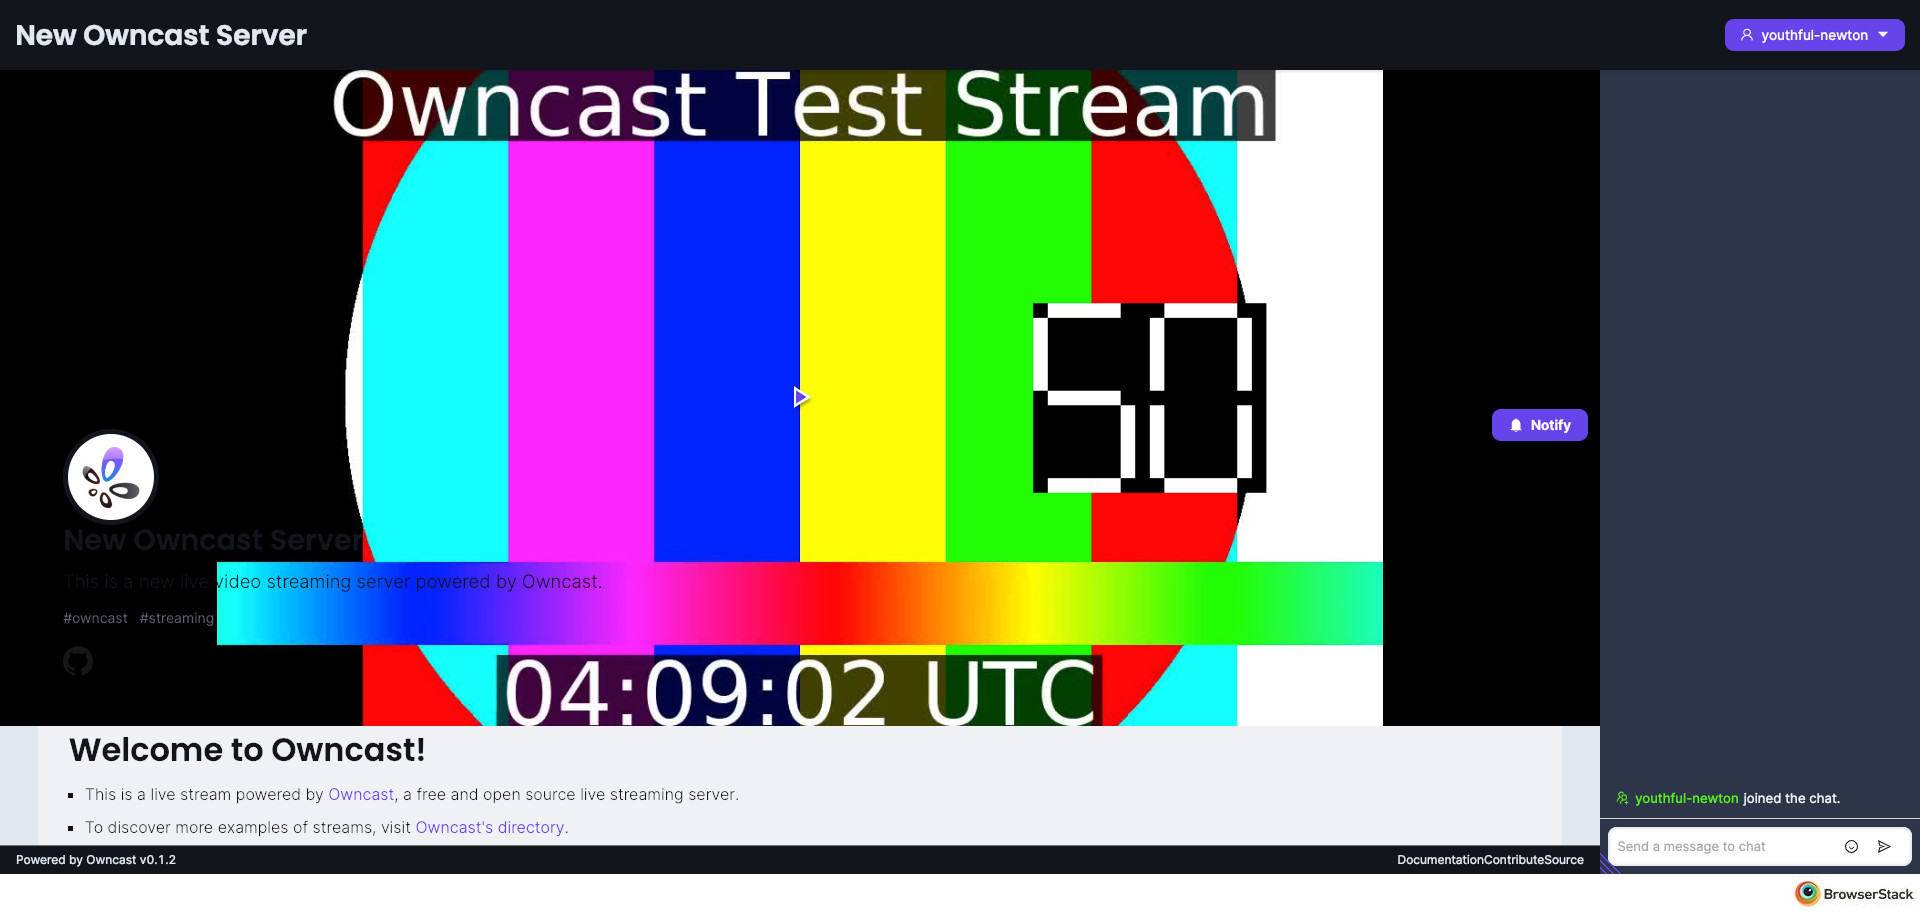 New Owncast Server
youthful-newton
Owncast Test Stream
50
Notify
New Owncast Server
This is a new live video streaming server powered by Owncast.
#owncast #streaming
04:09:02 UTC
Welcome to Owncast!
This is a live stream powered by Owncast, a free and open source live streaming server.
To discover more examples of streams, visit Owncast's directory.
youthful-newton joined the chat.
Send a message to chat
Powered by Owncast v0.1.2
DocumentationContributeSource
BrowserStack